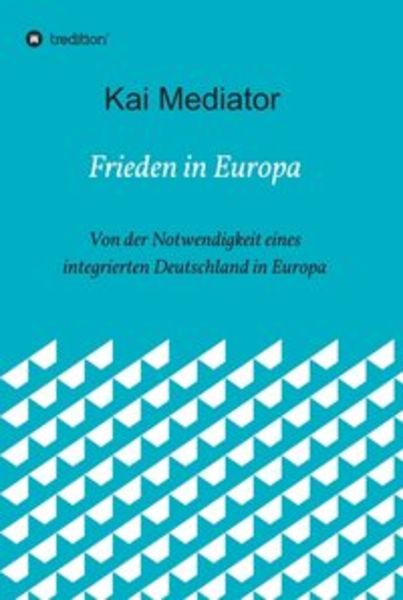 tredition®
Kai Mediator
Frieden in Europa
Von der Notwendigkeit eines
integrierten Deutschland in Europa